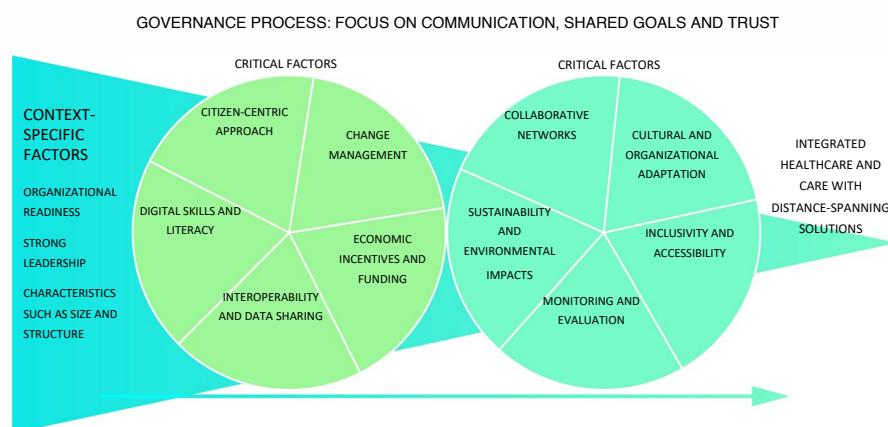 GOVERNANCE PROCESS: FOCUS ON COMMUNICATION, SHARED GOALS AND TRUST
CONTEXT-
SPECIFIC
FACTORS
ORGANIZATIONAL
READINESS
STRONG
LEADERSHIP
CHARACTERISTICS
SUCH AS SIZE AND
STRUCTURE
CRITICAL FACTORS
CITIZEN-CENTRIC
APPROACH
CHANGE
MANAGEMENT
DIGITAL SKILLS AND
LITERACY
ECONOMIC
INCENTIVES AND
FUNDING
INTEROPERABILITY
AND DATA SHARING
CRITICAL FACTORS
COLLABORATIVE
NETWORKS
CULTURAL AND
ORGANIZATIONAL
ADAPTATION
SUSTAINABILITY
AND
ENVIRONMENTAL
IMPACTS
INCLUSIVITY AND
ACCESSIBILITY
MONITORING AND
EVALUATION
INTEGRATED
HEALTHCARE AND
CARE WITH
DISTANCE-SPANNING
SOLUTIONS